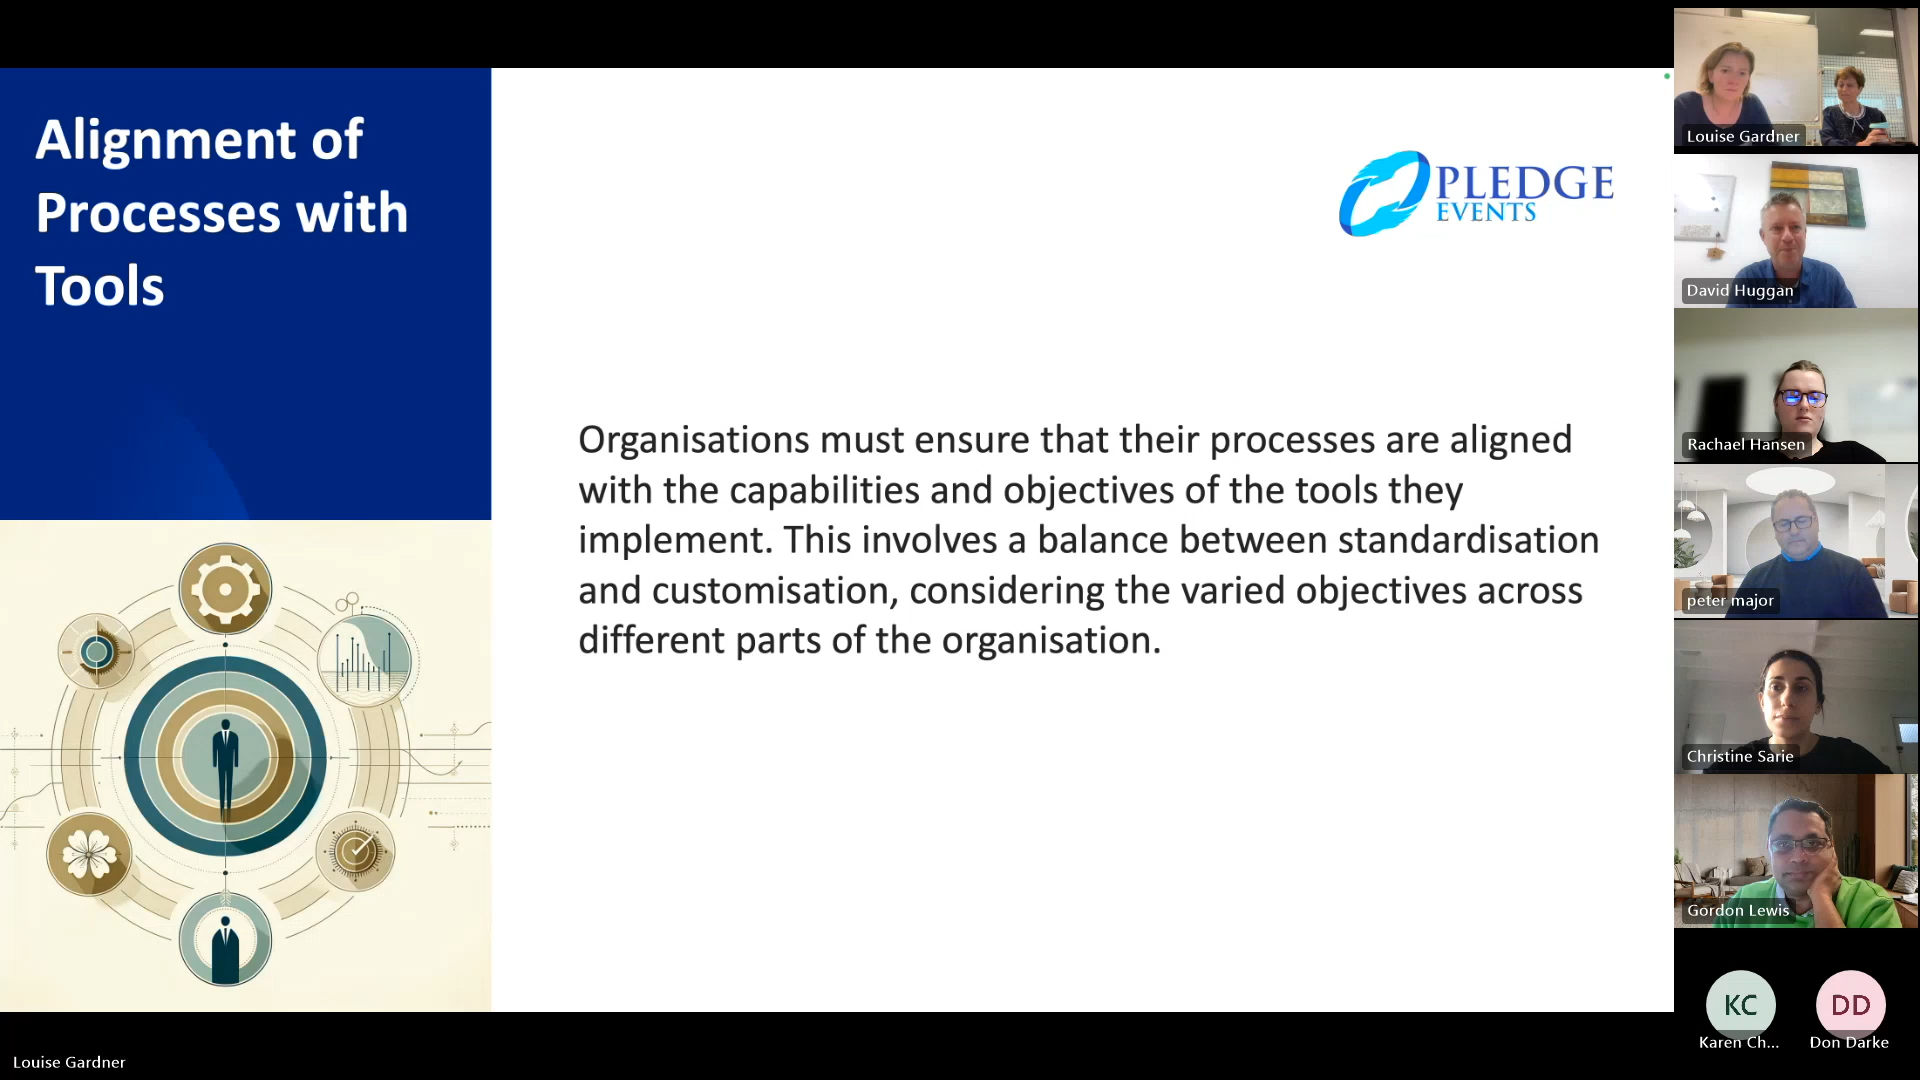 Alignment of
Processes with
Tools
PLEDGE
EVENTS
Organisations must ensure that their processes are aligned
with the capabilities and objectives of the tools they
implement. This involves a balance between standardisation
and customisation, considering the varied objectives across
different parts of the organisation.
Louise Gardner
David Huggan
Rachael Hansen
peter major
Christine Sarie
Gordon Lewis
KC
Karen Ch...
DD
Don Darke
Louise Gardner